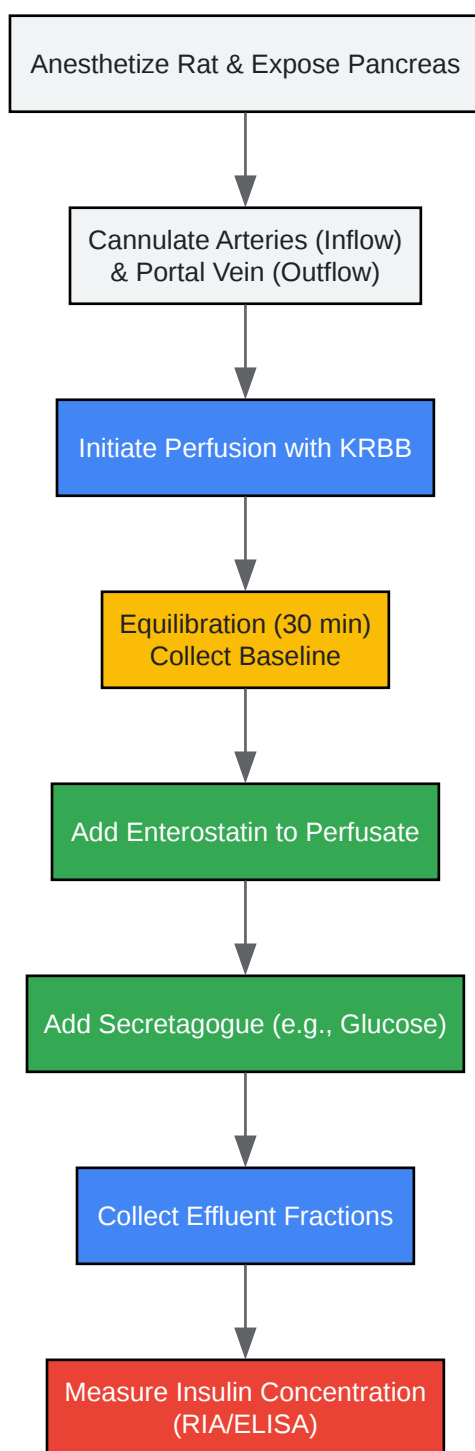 Anesthetize Rat & Expose Pancreas
Cannulate Arteries (Inflow)
& Portal Vein (Outflow)
Initiate Perfusion with KRBB
Equilibration (30 min)
Collect Baseline
Add Enterostatin to Perfusate
Add Secretagogue (e.g., Glucose)
Collect Effluent Fractions
Measure Insulin Concentration
(RIA/ELISA)